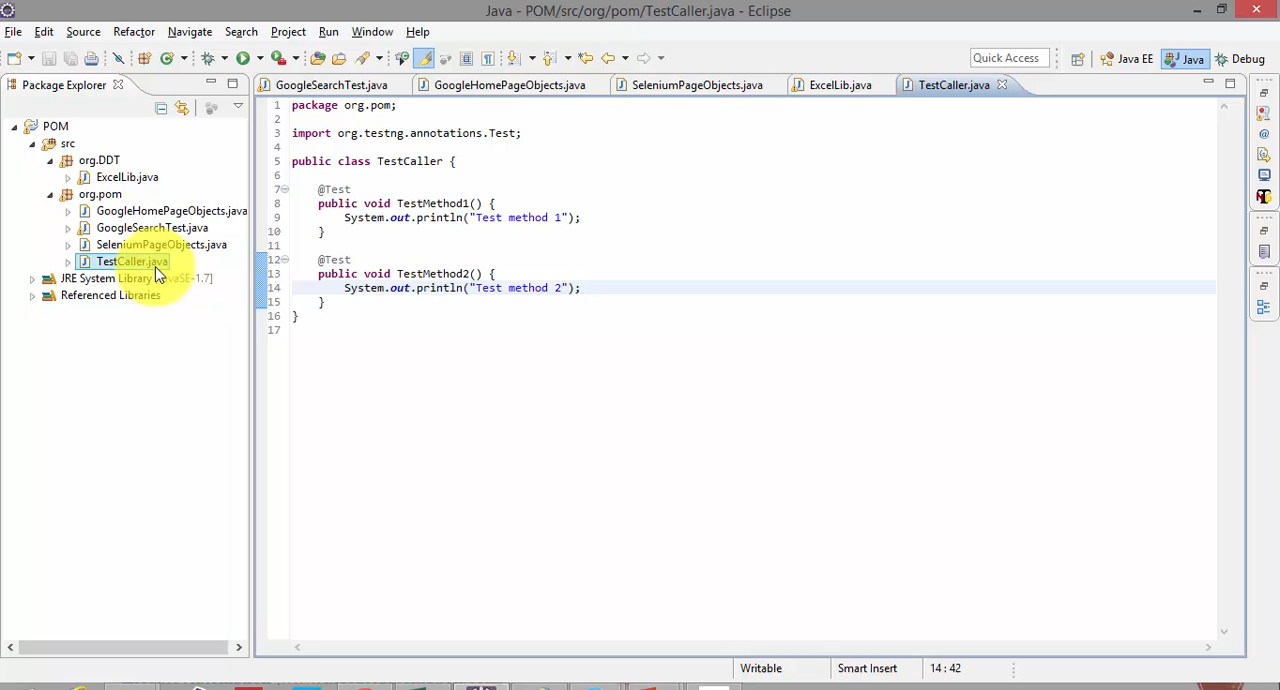 Java - POM/src/org/pom/TestCaller.java - Eclipse
File Edit Source Refactor Navigate Search Project Run Window Help
Quick Access Java EE Java Debug
Package Explorer
GoogleSearchTest.java GoogleHomePageObjects.java SeleniumPageObjects.java ExcelLib.java TestCaller.java
POM
src
org.DDT
ExcelLib.java
org.pom
GoogleHomePageObjects.java
GoogleSearchTest.java
SeleniumPageObjects.java
TestCaller.java
JRE System Library [JavaSE-1.7]
Referenced Libraries
1 package org.pom;
2
3 import org.testng.annotations.Test;
4
5 public class TestCaller {
6
7 @Test
8 public void TestMethod1() {
9 System.out.println("Test method 1");
10 }
11
12 @Test
13 public void TestMethod2() {
14 System.out.println("Test method 2");
15 }
16 }
17
Writable Smart Insert 14 : 42